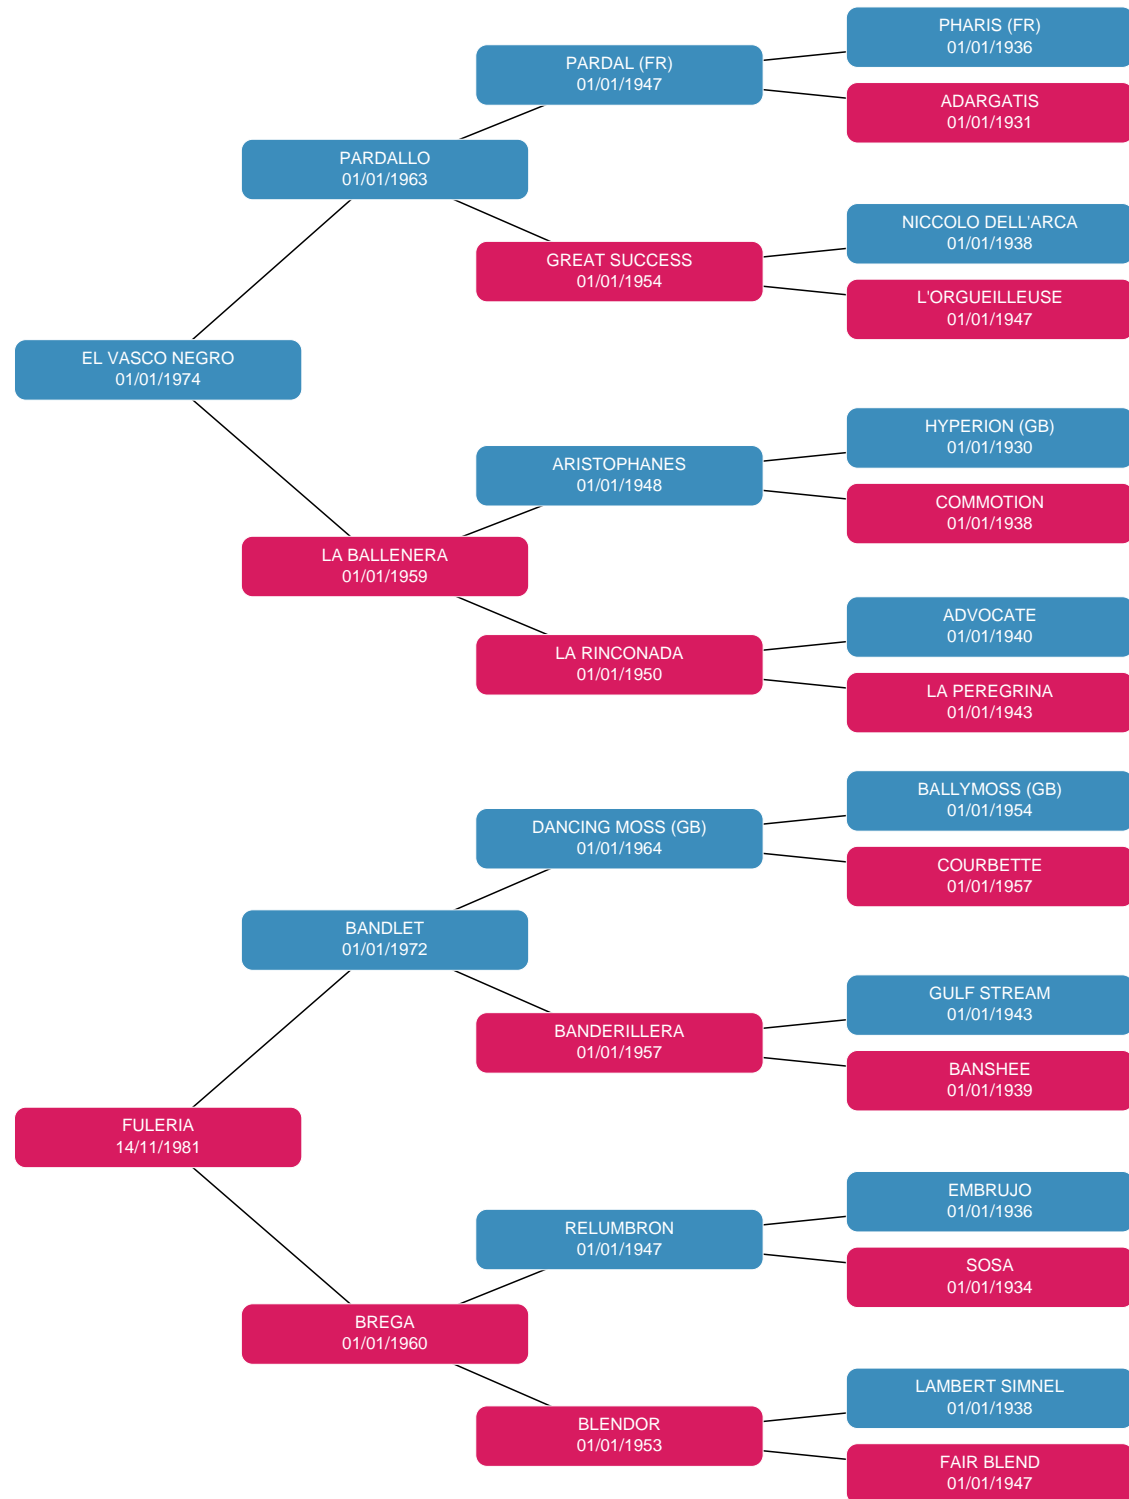 PHARIS (FR)
01/01/1936
PARDAL (FR)
01/01/1947
ADARGATIS
01/01/1931
PARDALLO
01/01/1963
NICCOLO DELL'ARCA
01/01/1938
GREAT SUCCESS
01/01/1954
L'ORGUEILLEUSE
01/01/1947
EL VASCO NEGRO
01/01/1974
HYPERION (GB)
01/01/1930
ARISTOPHANES
01/01/1948
COMMOTION
01/01/1938
LA BALLENERA
01/01/1959
ADVOCATE
01/01/1940
LA RINCONADA
01/01/1950
LA PEREGRINA
01/01/1943
BALLYMOSS (GB)
01/01/1954
DANCING MOSS (GB)
01/01/1964
COURBETTE
01/01/1957
BANDLET
01/01/1972
GULF STREAM
01/01/1943
BANDERILLERA
01/01/1957
BANSHEE
01/01/1939
FULERIA
14/11/1981
EMBRUJO
01/01/1936
RELUMBRON
01/01/1947
SOSA
01/01/1934
BREGA
01/01/1960
LAMBERT SIMNEL
01/01/1938
BLENDOR
01/01/1953
FAIR BLEND
01/01/1947